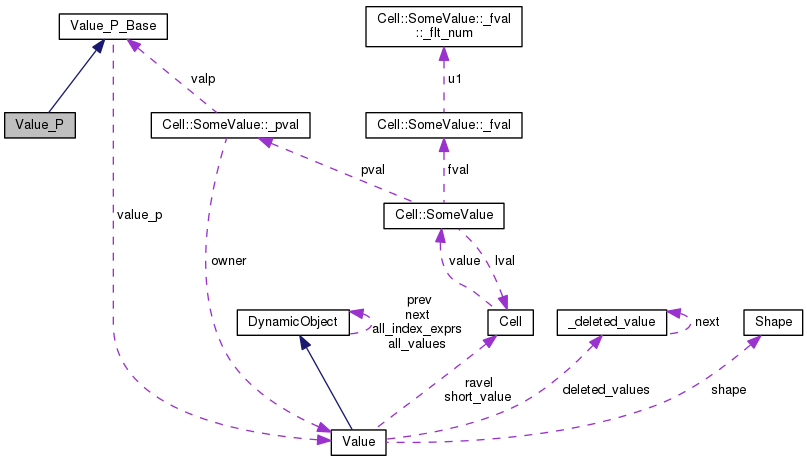 Value_P_Base
Cell::SomeValue::_fval
::_flt_num
valp
u1
Value_P
Cell::SomeValue::_pval
Cell::SomeValue::_fval
pval
fval
value_p
Cell::SomeValue
owner
value
lval
prev
next
all_index_exprs
all_values
DynamicObject
Cell
_deleted_value
next
Shape
ravel
short_value
deleted_values
shape
Value